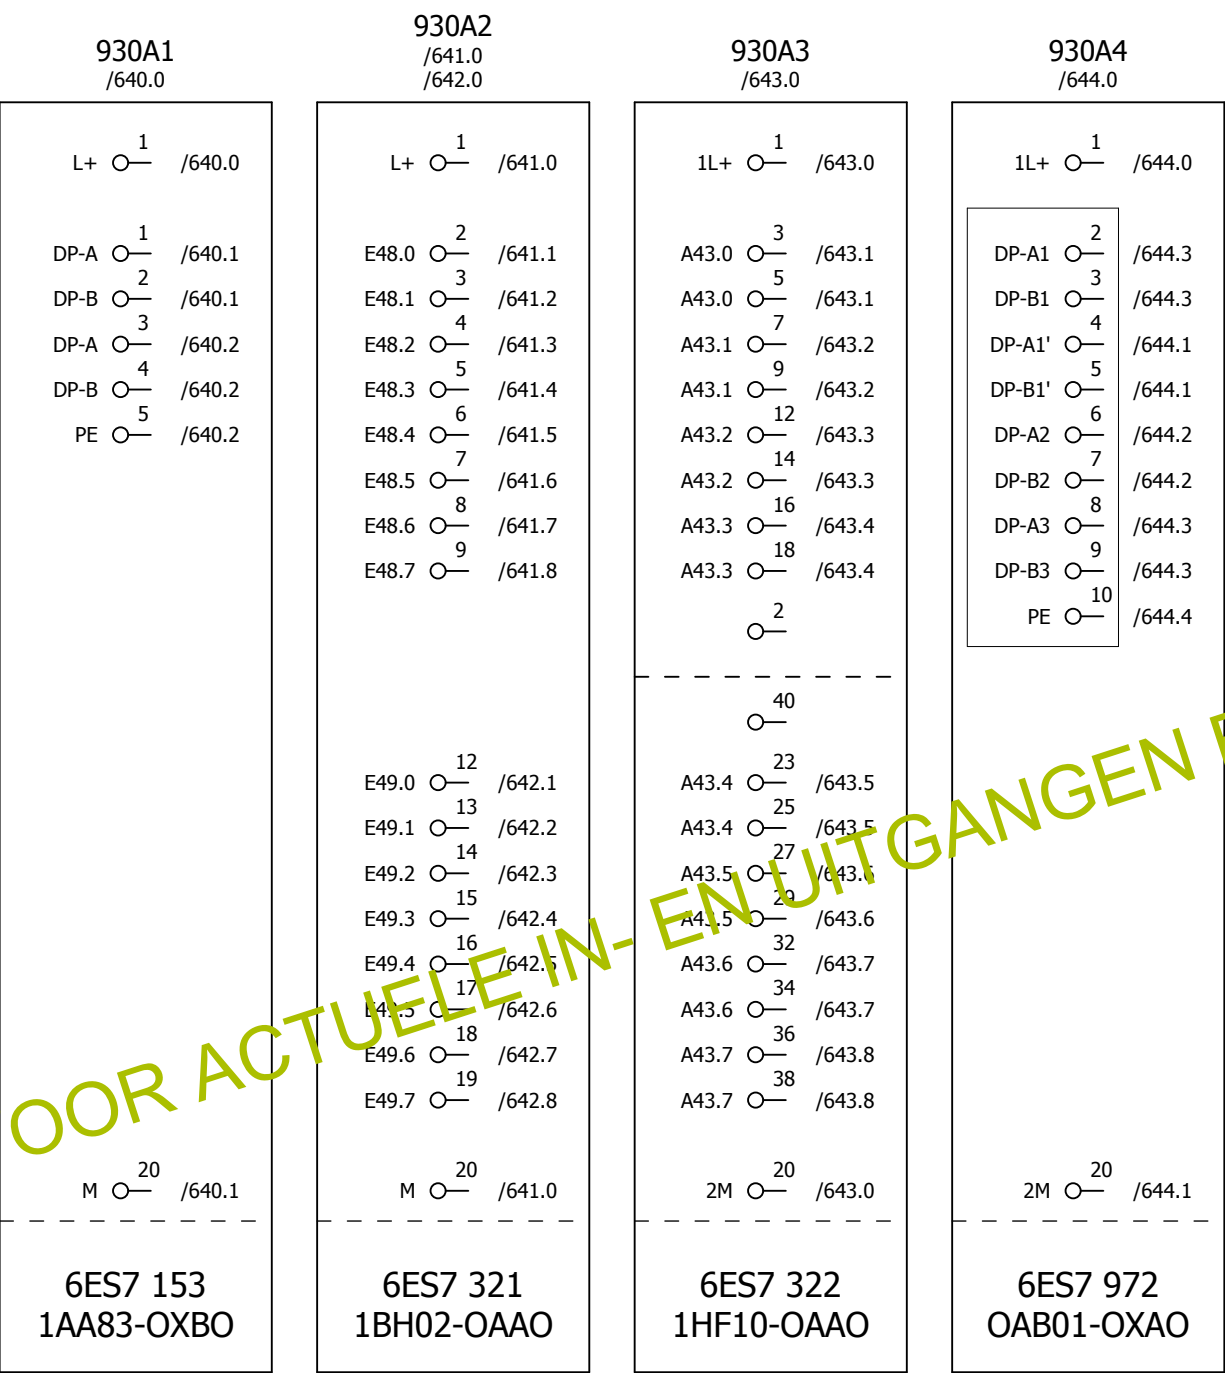 930A1
/640.0
L+ 1 /640.0
DP-A 1 /640.1
DP-B 2 /640.1
DP-A 3 /640.2
DP-B 4 /640.2
PE 5 /640.2
M 20 /640.1
6ES7 153
1AA83-OXBO
930A2
/641.0
/642.0
L+ 1 /641.0
E48.0 2 /641.1
E48.1 3 /641.2
E48.2 4 /641.3
E48.3 5 /641.4
E48.4 6 /641.5
E48.5 7 /641.6
E48.6 8 /641.7
E48.7 9 /641.8
E49.0 12 /642.1
E49.1 13 /642.2
E49.2 14 /642.3
E49.3 15 /642.4
E49.4 16 /642.5
E49.5 17 /642.6
E49.6 18 /642.7
E49.7 19 /642.8
M 20 /641.0
6ES7 321
1BH02-OAAO
930A3
/643.0
1L+ 1 /643.0
A43.0 3 /643.1
A43.0 5 /643.1
A43.1 7 /643.2
A43.1 9 /643.2
A43.2 12 /643.3
A43.2 14 /643.3
A43.3 16 /643.4
A43.3 18 /643.4
2
40
A43.4 23 /643.5
A43.4 25 /643.5
A43.5 27 /643.6
A43.5 29 /643.6
A43.6 32 /643.7
A43.6 34 /643.7
A43.7 36 /643.8
A43.7 38 /643.8
2M 20 /643.0
6ES7 322
1HF10-OAAO
930A4
/644.0
1L+ 1 /644.0
DP-A1 2 /644.3
DP-B1 3 /644.3
DP-A1' 4 /644.1
DP-B1' 5 /644.1
DP-A2 6 /644.2
DP-B2 7 /644.2
DP-A3 8 /644.3
DP-B3 9 /644.3
PE 10 /644.4
2M 20 /644.1
6ES7 972
OAB01-OXAO
OOR ACTUELE IN- EN UITGANGEN